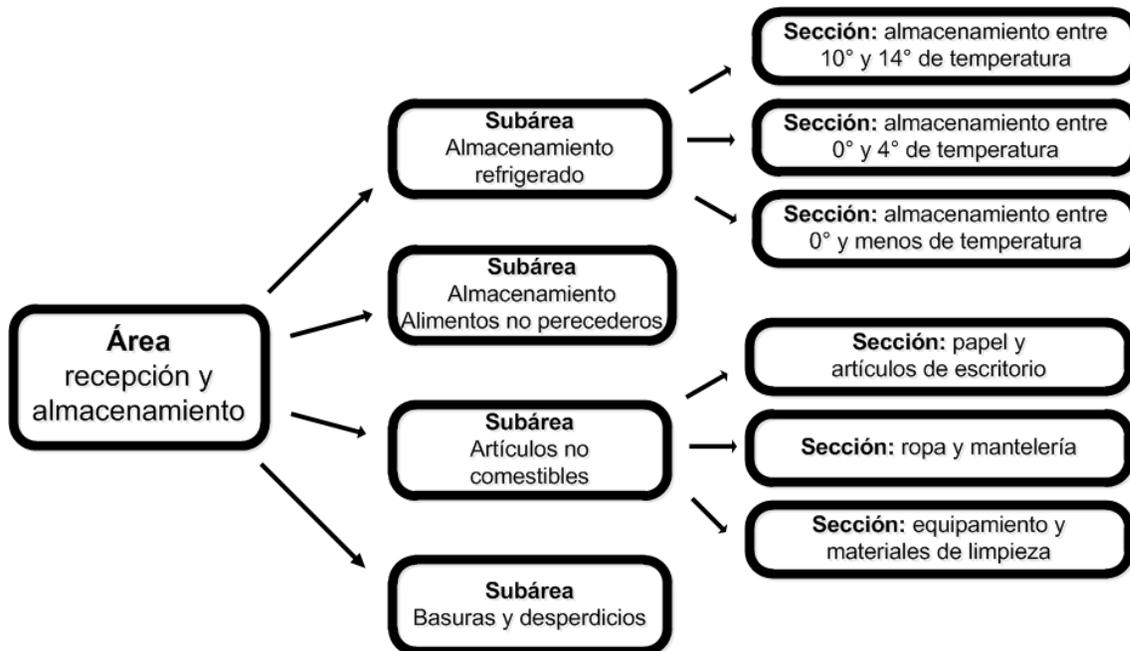 Área
recepción y
almacenamiento
Subárea
Almacenamiento
refrigerado
Sección: almacenamiento entre
10° y 14° de temperatura
Sección: almacenamiento entre
0° y 4° de temperatura
Sección: almacenamiento entre
0° y menos de temperatura
Subárea
Almacenamiento
Alimentos no perecederos
Subárea
Artículos no
comestibles
Sección: papel y
artículos de escritorio
Sección: ropa y mantelería
Sección: equipamiento y
materiales de limpieza
Subárea
Basuras y desperdicios